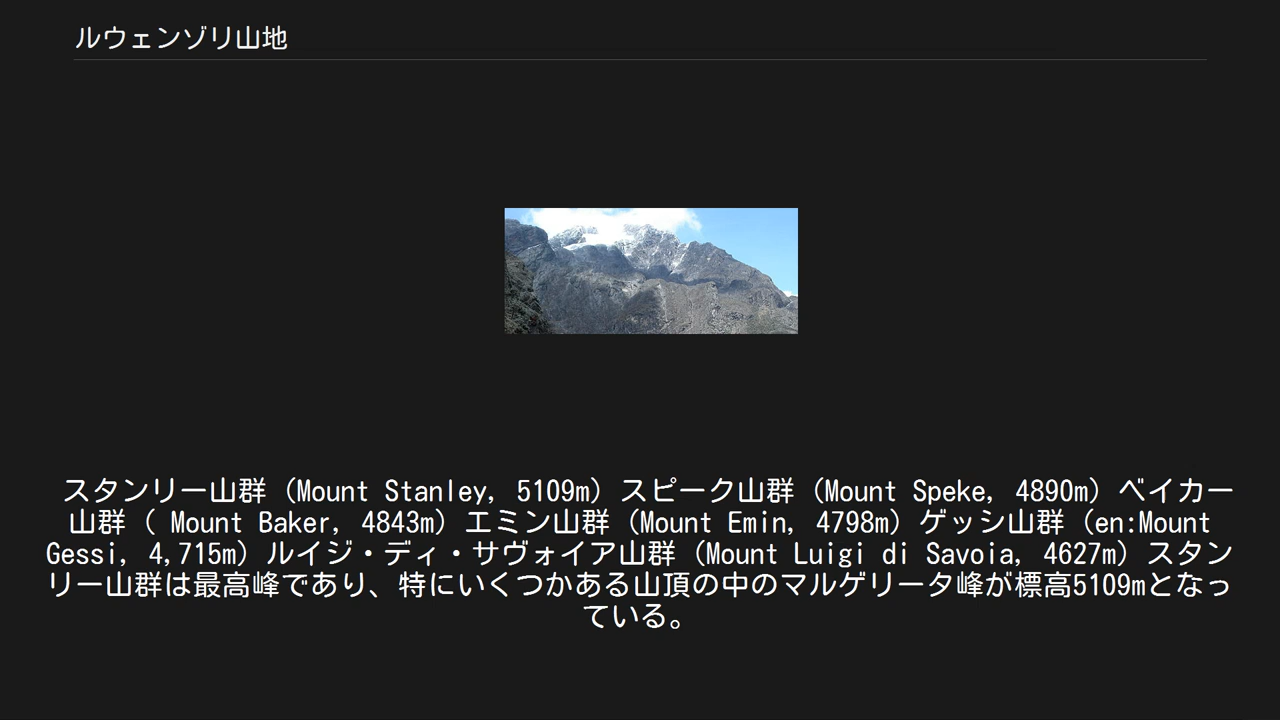 ルウェンゾリ山地
スタンリー山群（Mount Stanley, 5109m）スピーク山群（Mount Speke, 4890m）ベイカー
山群（ Mount Baker, 4843m）エミン山群（Mount Emin, 4798m）ゲッシ山群（en:Mount
Gessi, 4,715m）ルイジ・ディ・サヴォイア山群（Mount Luigi di Savoia, 4627m）スタン
リー山群は最高峰であり、特にいくつかある山頂の中のマルゲリータ峰が標高5109mとなっ
ている。